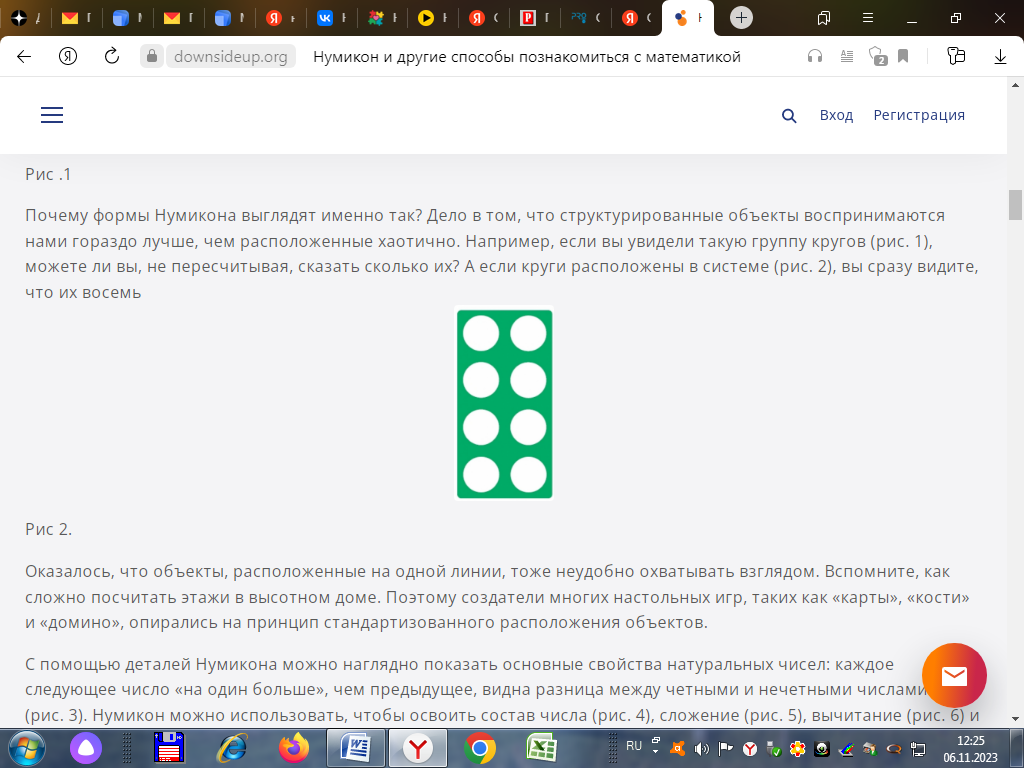 downsideup.org
Нумикон и другие способы познакомиться с математикой
2
Вход
Регистрация
Рис .1
Почему формы Нумикона выглядят именно так? Дело в том, что структурированные объекты воспринимаются
нами гораздо лучше, чем расположенные хаотично. Например, если вы увидели такую группу кругов (рис. 1),
можете ли вы, не пересчитывая, сказать сколько их? А если круги расположены в системе (рис. 2), вы сразу видите,
что их восемь
Рис 2.
Оказалось, что объекты, расположенные на одной линии, тоже неудобно охватывать взглядом. Вспомните, как
сложно посчитать этажи в высотном доме. Поэтому создатели многих настольных игр, таких как «карты», «кости»
и «домино», опирались на принцип стандартизованного расположения объектов.
С помощью деталей Нумикона можно наглядно показать основные свойства натуральных чисел: каждое
следующее число «на один больше», чем предыдущее, видна разница между четными и нечетными числами
(рис. 3). Нумикон можно использовать, чтобы освоить состав числа (рис. 4), сложение (рис. 5), вычитание (рис. 6) и
RU
12:25
06.11.2023